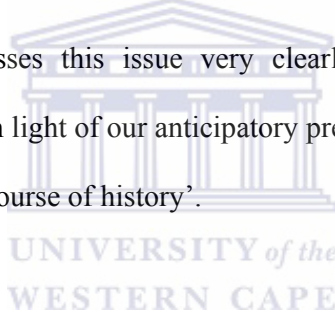 sses this issue very clearl
light of our anticipatory pre
ourse of history’.
UNIVERSITY of the
WESTERN CAPE